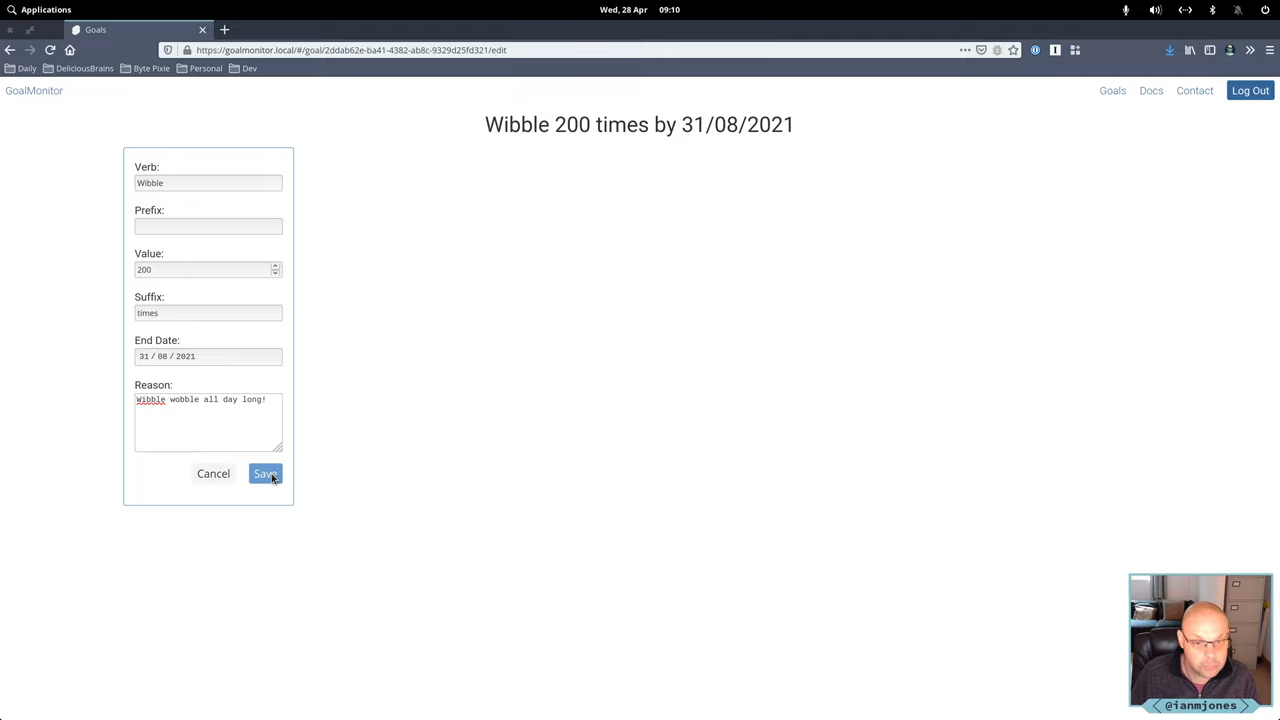 Applications
Wed, 28 Apr 09:10
Goals
https://goalmonitor.local/#/goal/2ddab62e-ba41-4382-ab8c-9329d25fd321/edit
Daily DeliciousBrains Byte Pixie Personal Dev
GoalMonitor Goals Docs Contact Log Out
Wibble 200 times by 31/08/2021
Verb:
Wibble
Prefix:
Value:
200
Suffix:
times
End Date:
31 / 08 / 2021
Reason:
Wibble wobble all day long!
Cancel Save
@ianmjones